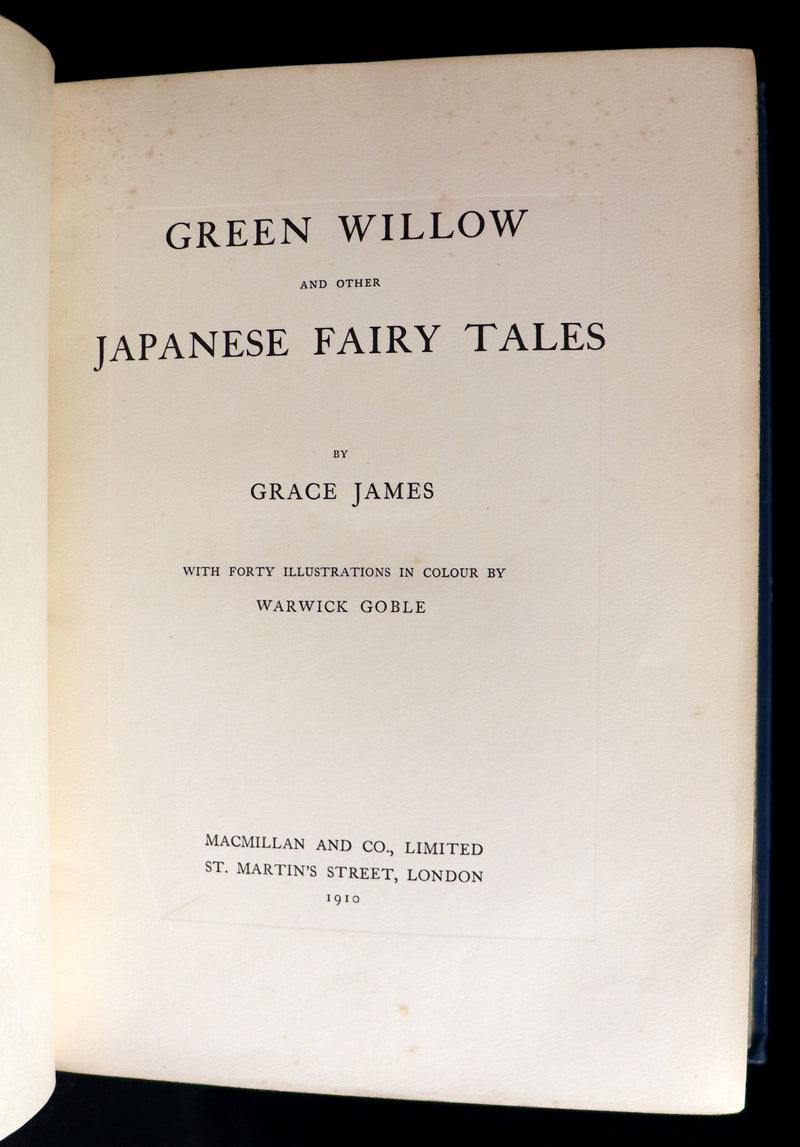 GREEN WILLOW
AND OTHER
JAPANESE FAIRY TALES
BY
GRACE JAMES
WITH FORTY ILLUSTRATIONS IN COLOUR BY
WARWICK GOBLE
MACMILLAN AND CO., LIMITED
ST. MARTIN'S STREET, LONDON
1910